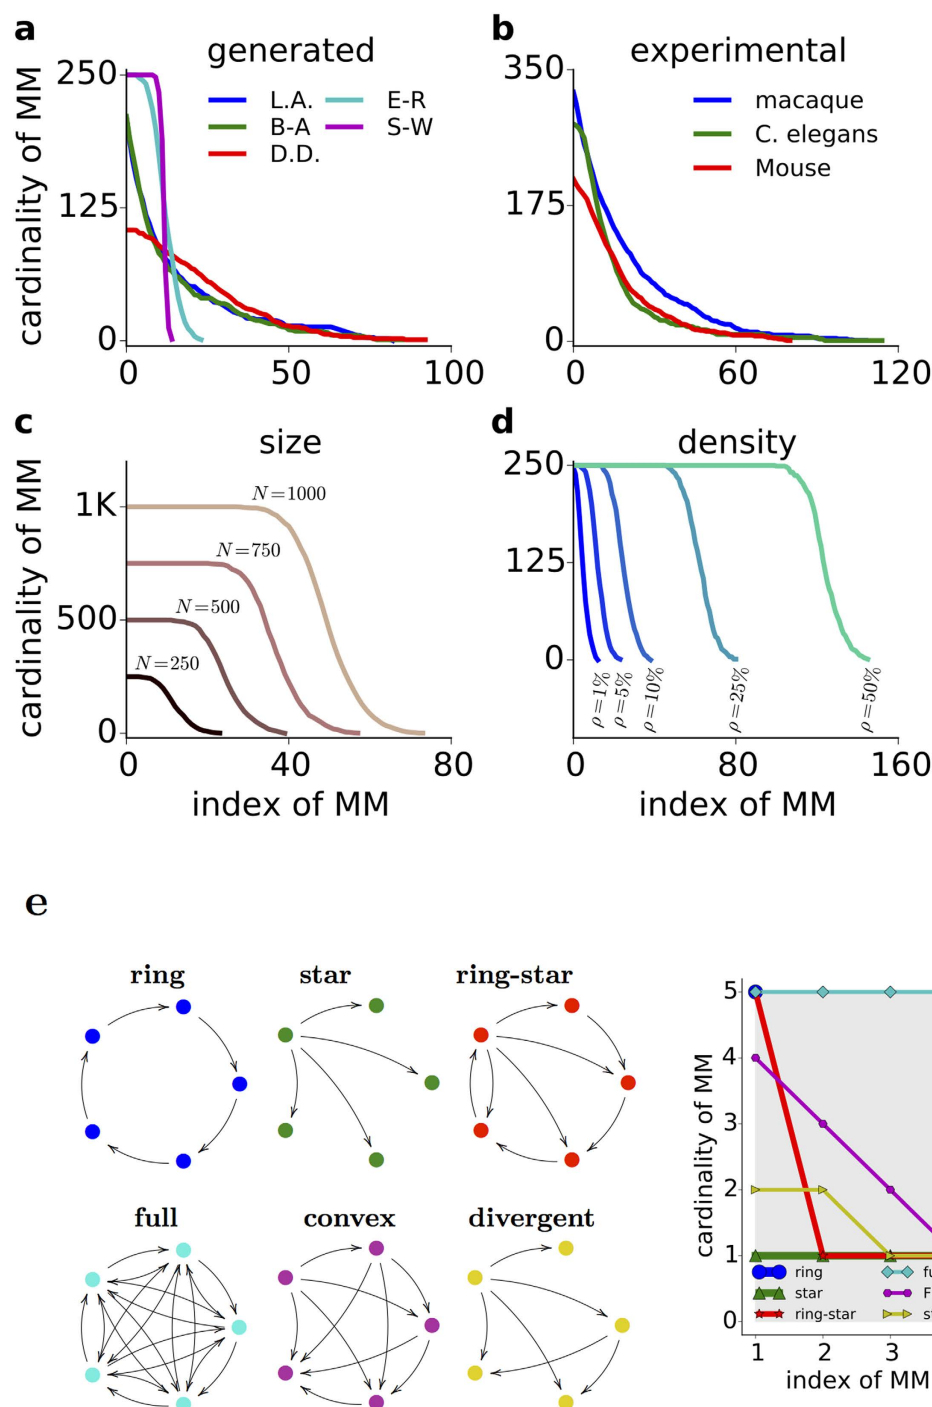 a
generated
cardinality of MM
250
125
0
L.A.
B-A
D.D.
E-R
S-W
0 50 100
b
experimental
350
175
0
macaque
C. elegans
Mouse
0 60 120
c
size
cardinality of MM
1K
500
0
N=1000
N=750
N=500
N=250
0 40 80
index of MM
d
density
250
125
0
ρ=1%
ρ=5%
ρ=10%
ρ=25%
ρ=50%
0 80 160
index of MM
e
ring star ring-star
full convex divergent
cardinality of MM
5
4
3
2
1
0
ring
star
ring-star
fu
F
s
1 2 3
index of MM